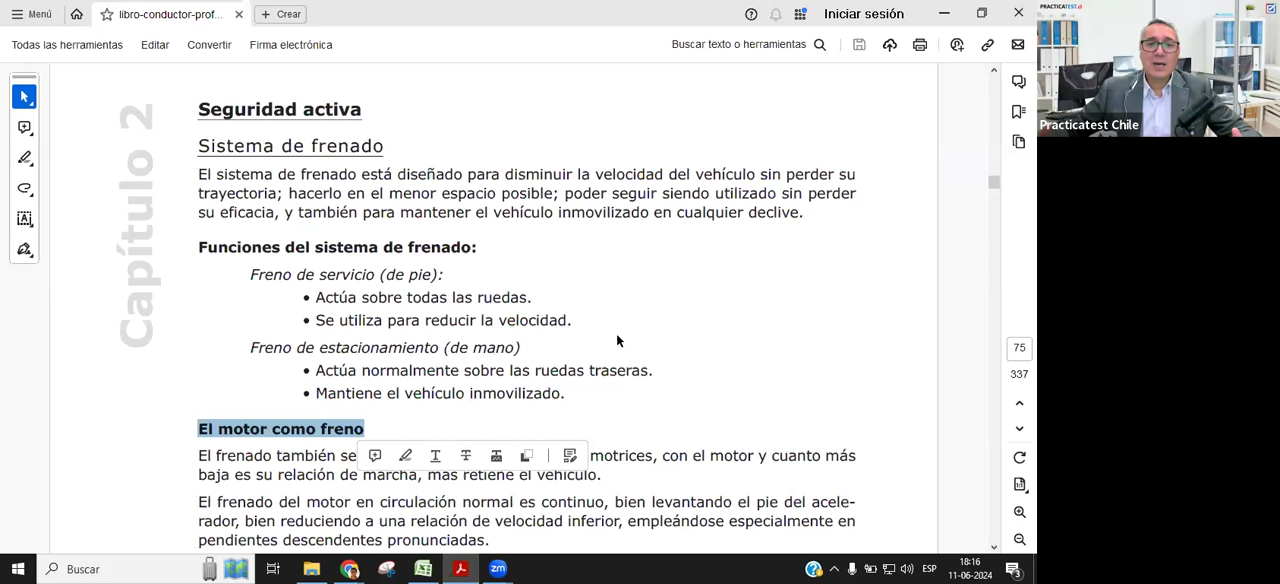 Menú
libro-conductor-prof...
Crear
Iniciar sesión
Todas las herramientas
Editar
Convertir
Firma electrónica
Buscar texto o herramientas
PRACTICATEST.cl
Practicatest Chile
Capítulo 2
Seguridad activa
Sistema de frenado
El sistema de frenado está diseñado para disminuir la velocidad del vehículo sin perder su
trayectoria; hacerlo en el menor espacio posible; poder seguir siendo utilizado sin perder
su eficacia, y también para mantener el vehículo inmovilizado en cualquier declive.
Funciones del sistema de frenado:
Freno de servicio (de pie):
• Actúa sobre todas las ruedas.
• Se utiliza para reducir la velocidad.
Freno de estacionamiento (de mano)
• Actúa normalmente sobre las ruedas traseras.
• Mantiene el vehículo inmovilizado.
El motor como freno
El frenado también se motrices, con el motor y cuanto más
baja es su relación de marcha, más retiene el vehículo.
El frenado del motor en circulación normal es continuo, bien levantando el pie del acele-
rador, bien reduciendo a una relación de velocidad inferior, empleándose especialmente en
pendientes descendentes pronunciadas.
75
337
Buscar
zm
ESP
18:16
11-06-2024
3